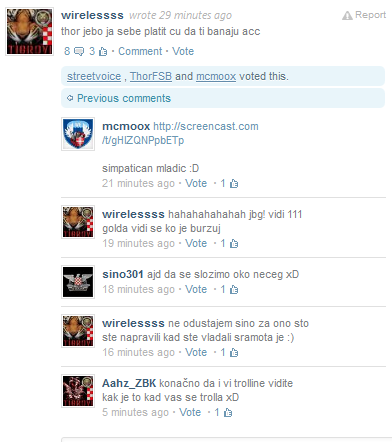 wirelessss wrote 29 minutes ago Report
thor jebo ja sebe platit cu da ti banaju acc
8 3 · Comment · Vote
streetvoice , ThorFSB and mcmoox voted this.
Previous comments
mcmoox http://screencast.com
/t/gHlZQNPpbETp
simpatican mladic :D
21 minutes ago · Vote · 1
wirelessss hahahahahahah jbg! vidi 111
golda vidi se ko je burzuj
19 minutes ago · Vote · 1
sino301 ajd da se slozimo oko neceg xD
18 minutes ago · Vote · 1
wirelessss ne odustajem sino za ono sto
ste napravili kad ste vladali sramota je :)
16 minutes ago · Vote · 1
Aahz_ZBK konačno da i vi trolline vidite
kak je to kad vas se trolla xD
5 minutes ago · Vote · 1